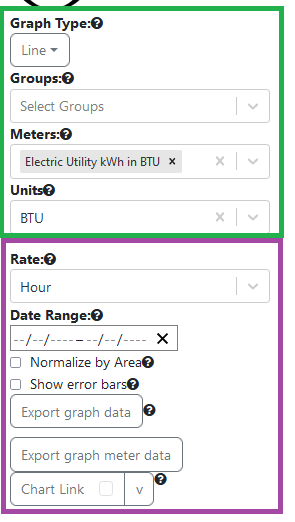 Graph Type:?
Line
Groups:?
Select Groups
Meters:?
Electric Utility kWh in BTU ×
Units?
BTU
Rate:?
Hour
Date Range:?
--/--/----–--/--/---- ✕
Normalize by Area?
Show error bars?
Export graph data ?
Export graph meter data
Chart Link v ?